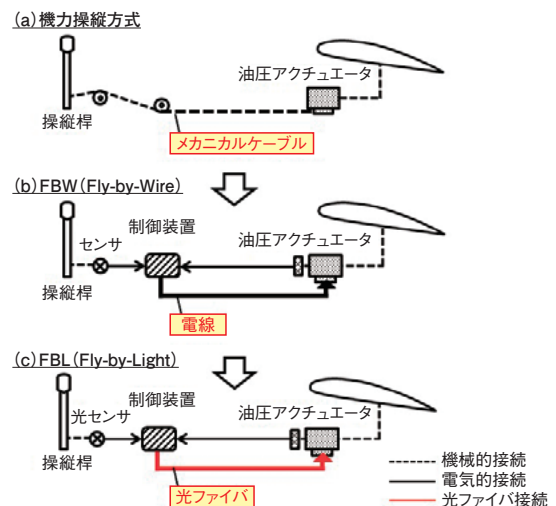 (a)機力操縦方式
油圧アクチュエータ
操縦桿
メカニカルケーブル
(b)FBW(Fly-by-Wire)
制御装置
センサ
油圧アクチュエータ
操縦桿
電線
(c)FBL(Fly-by-Light)
制御装置
光センサ
油圧アクチュエータ
操縦桿
光ファイバ
機械的接続
電気的接続
光ファイバ接続